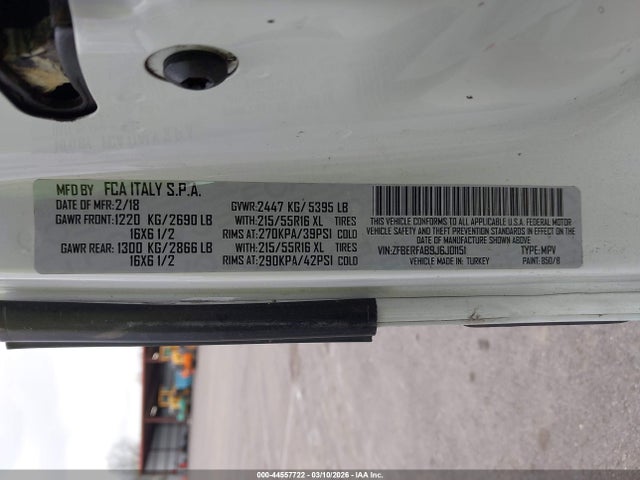 MFD BY FCA ITALY S.P.A.
DATE OF MFR:2/18 GVWR:2447 KG/ 5395 LB
GAWR FRONT:1220 KG/2690 LB WITH:215/55R16 XL TIRES
16X6 1/2 RIMS AT:270KPA/39PSI COLD
GAWR REAR:1300 KG/2866 LB WITH:215/55R16 XL TIRES
16X6 1/2 RIMS AT:290KPA/42PSI COLD
THIS VEHICLE CONFORMS TO ALL APPLICABLE U.S.A. FEDERAL MOTOR
VEHICLE SAFETY AND THEFT PREVENTION STANDARDS IN EFFECT ON
THE DATE OF MANUFACTURE SHOWN ABOVE.
VIN:ZFBERFAB9J6J01151 TYPE:MPV
MADE IN: TURKEY PAINT: 850/B
000-44557722 - 03/10/2026 - IAA Inc.